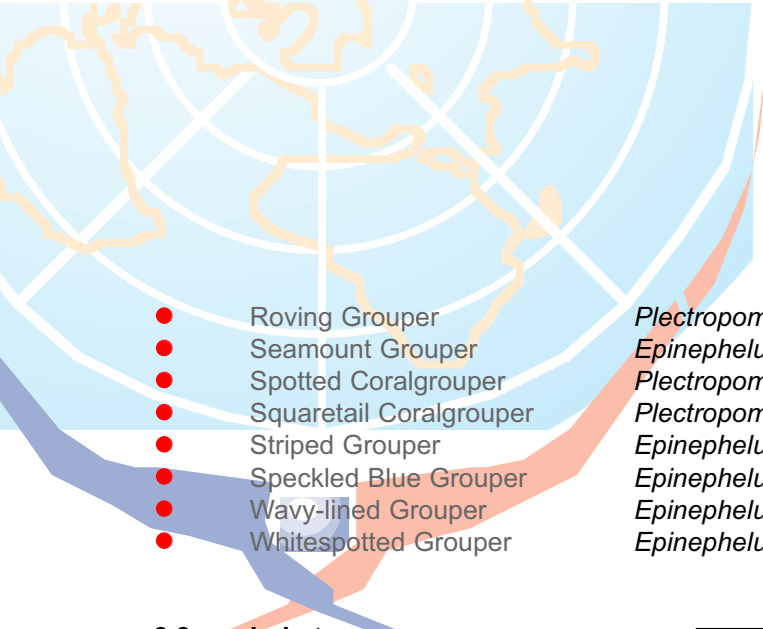 Roving Grouper Plectropom
Seamount Grouper Epinephelu
Spotted Coralgrouper Plectropom
Squaretail Coralgrouper Plectropom
Striped Grouper Epinephelu
Speckled Blue Grouper Epinephelu
Wavy-lined Grouper Epinephelu
Whitespotted Grouper Epinephelu